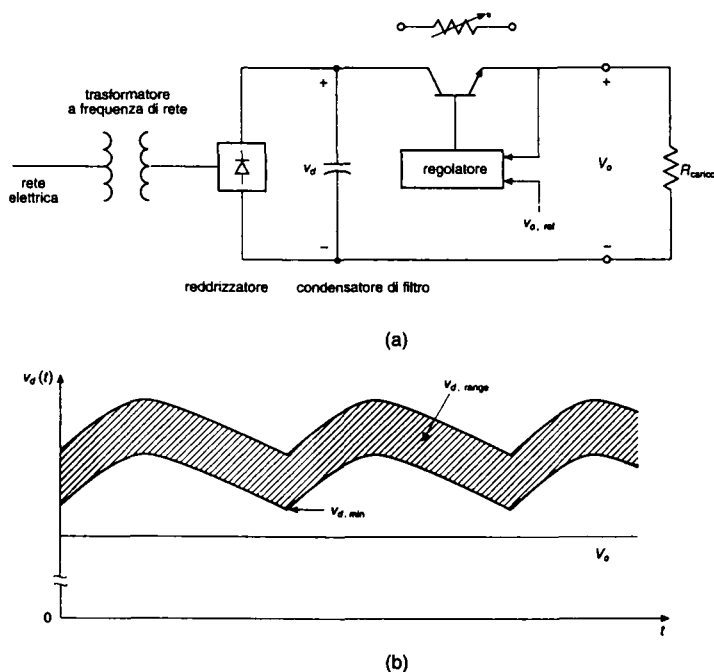 trasformatore
a frequenza di rete
rete
elettrica
+
v_d
−
regolatore
v_o, ref
+
V_o
−
R_carico
reddrizzatore
condensatore di filtro
(a)
v_d (t)
v_d, range
v_d, min
V_o
0
t
(b)